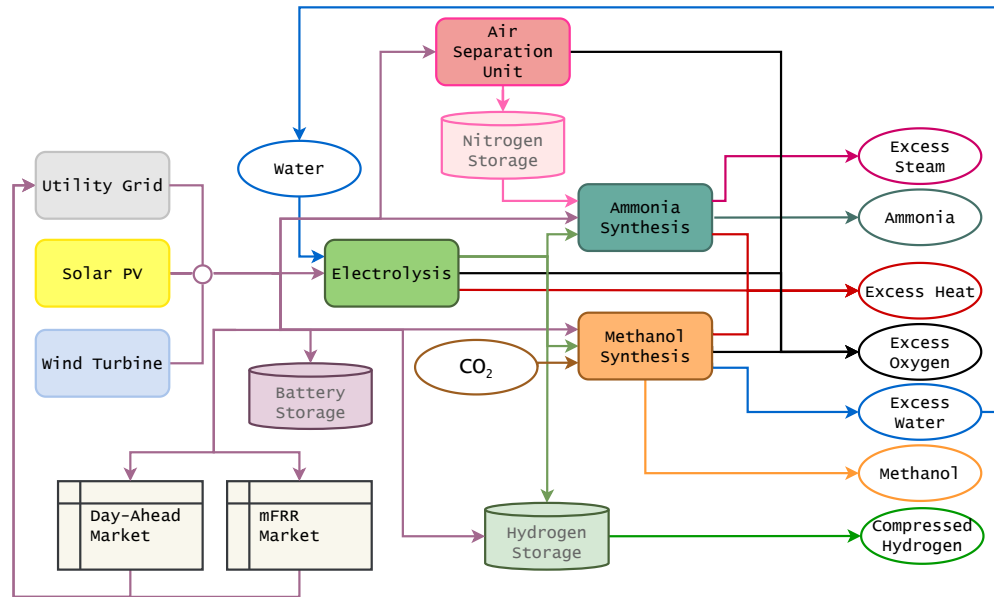 Air
Separation
Unit
Nitrogen
Storage
Water
Excess
Steam
Utility Grid
Ammonia
Synthesis
Ammonia
Solar PV
Electrolysis
Excess Heat
Wind Turbine
Methanol
Synthesis
Excess
Oxygen
CO₂
Battery
Storage
Excess
Water
Methanol
Day-Ahead
Market
mFRR
Market
Hydrogen
Storage
Compressed
Hydrogen